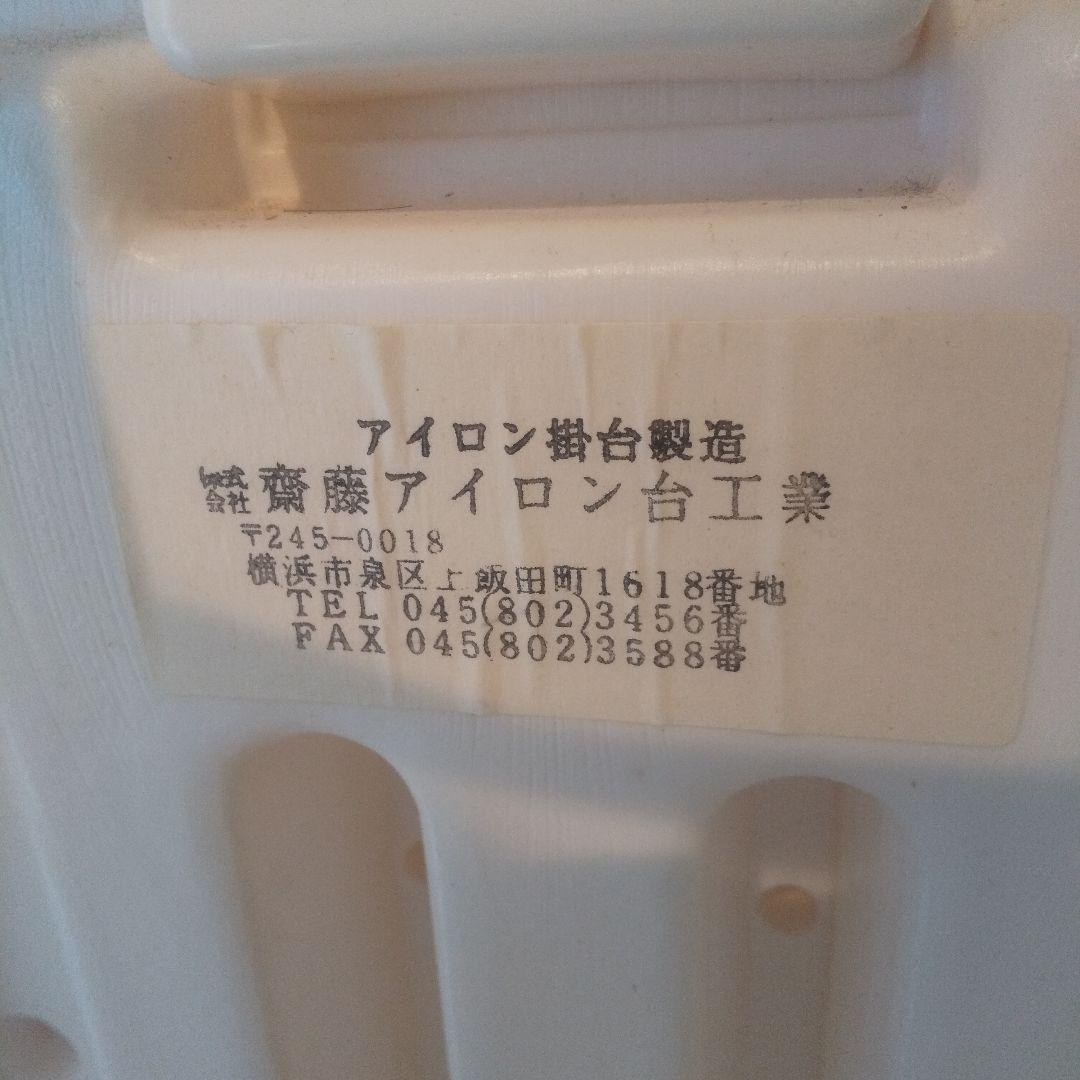 アイロン掛台製造
株式会社 齋藤アイロン台工業
〒245-0018
横浜市泉区上飯田町1618番地
TEL 045(802)3456番
FAX 045(802)3588番